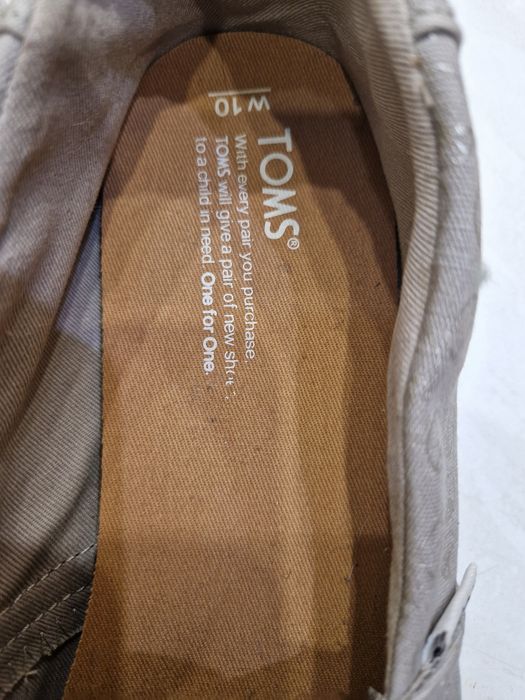 W 10
TOMS®
With every pair you purchase,
TOMS will give a pair of new shoes
to a child in need. One for One.